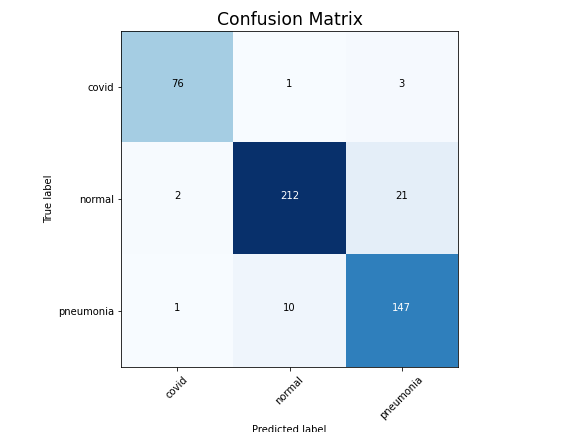 Confusion Matrix
covid
76
1
3
True label
normal
2
212
21
pneumonia
1
10
147
covid
normal
pneumonia
Predicted label